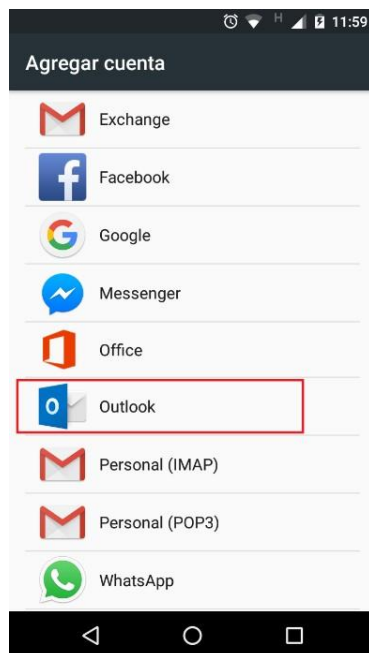 H 11:59
Agregar cuenta
Exchange
Facebook
Google
Messenger
Office
Outlook
Personal (IMAP)
Personal (POP3)
WhatsApp